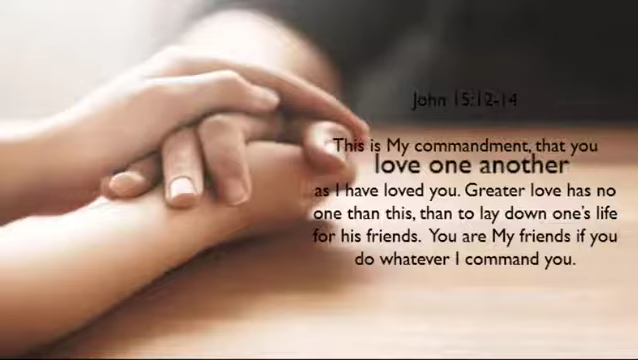 John 15:12-14
This is My commandment, that you
love one another
as I have loved you. Greater love has no
one than this, than to lay down one's life
for his friends. You are My friends if you
do whatever I command you.